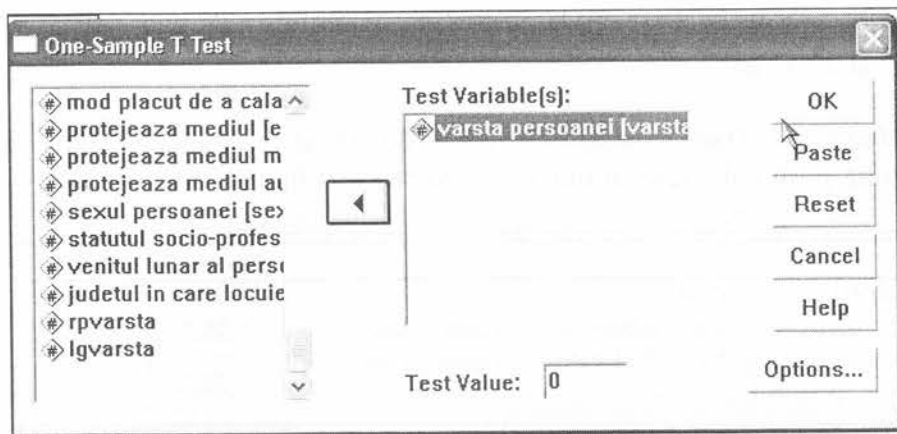 One-Sample T Test
mod placut de a cala
protejeaza mediul [e
protejeaza mediul m
protejeaza mediul au
sexul persoanei [sex
statutul socio-profes
venitul lunar al persu
judetul in care locuie
rpvarsta
lgvarsta
Test Variable(s):
varsta persoanei [varsta
Test Value: 0
OK
Paste
Reset
Cancel
Help
Options...